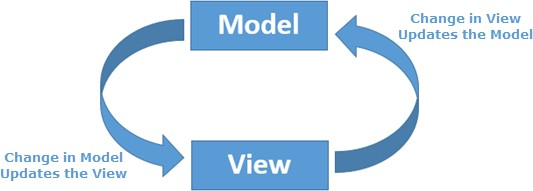 Model
Change in View
Updates the Model
Change in Model
Updates the View
View